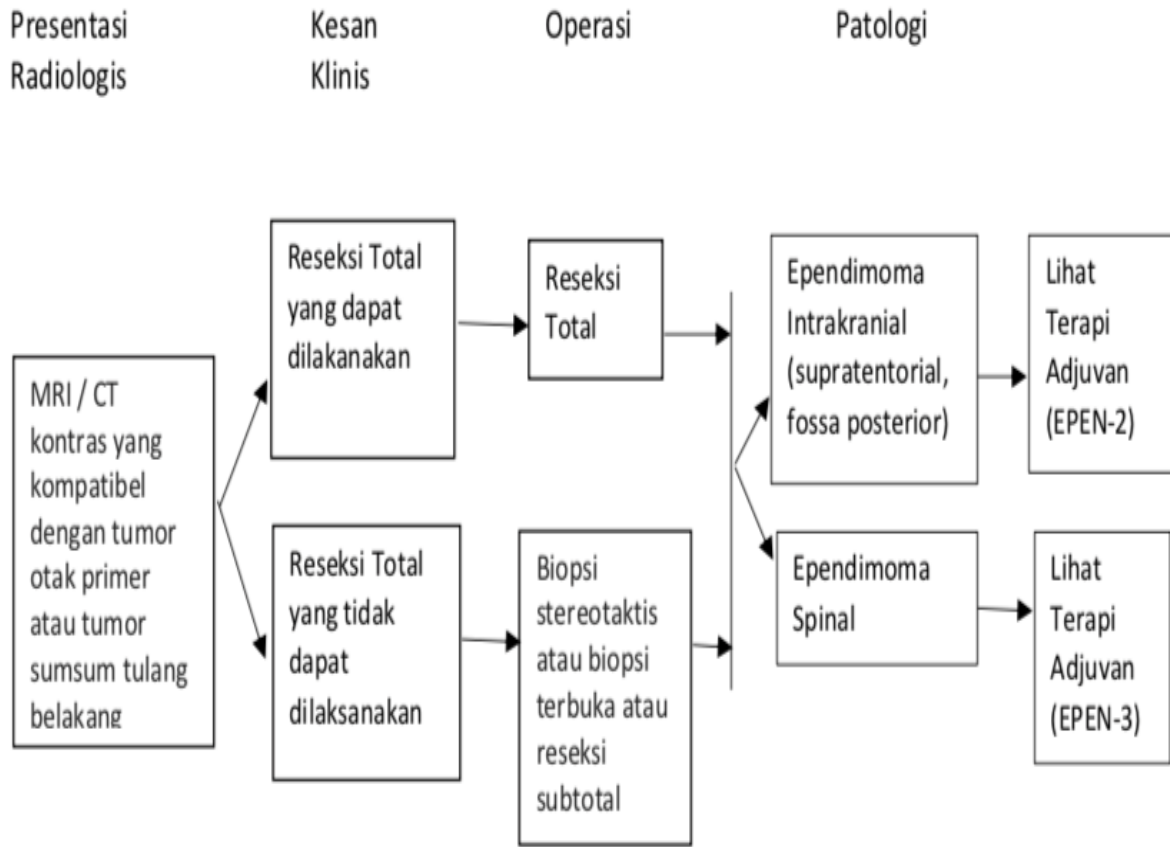 Presentasi
Radiologis
Kesan
Klinis
Operasi
Patologi
MRI / CT
kontras yang
kompatibel
dengan tumor
otak primer
atau tumor
sumsum tulang
belakang
Reseksi Total
yang dapat
dilakanakan
Reseksi Total
yang tidak
dapat
dilaksanakan
Reseksi
Total
Biopsi
stereotaktis
atau biopsi
terbuka atau
reseksi
subtotal
Ependimoma
Intrakranial
(supratentorial,
fossa posterior)
Ependimoma
Spinal
Lihat
Terapi
Adjuvan
(EPEN-2)
Lihat
Terapi
Adjuvan
(EPEN-3)